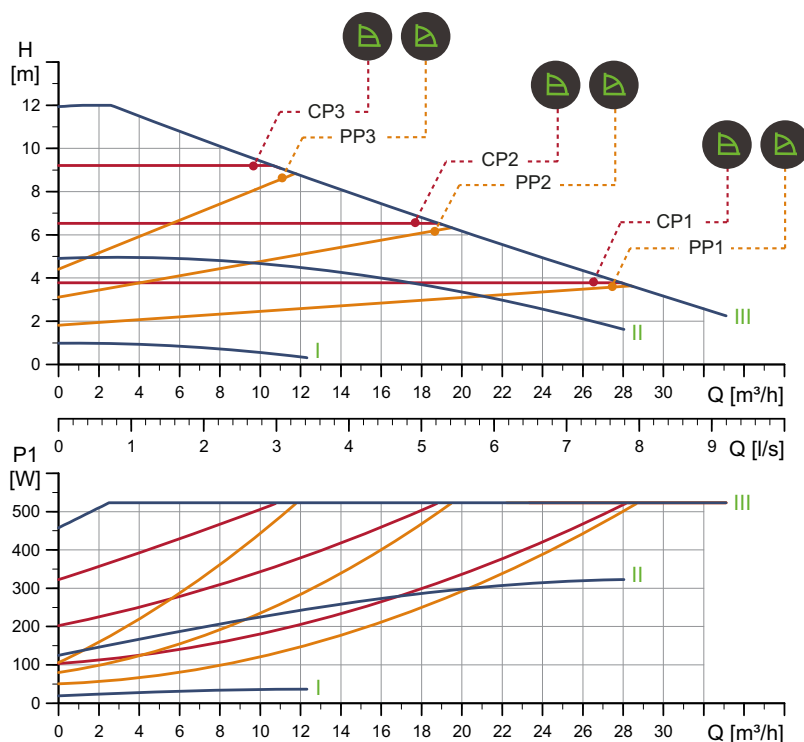 H
[m]
12
10
8
6
4
2
0
CP3
PP3
CP2
PP2
CP1
PP1
III
II
I
0 2 4 6 8 10 12 14 16 18 20 22 24 26 28 30 Q [m³/h]
0 1 2 3 4 5 6 7 8 9 Q [l/s]
P1
[W]
500
400
300
200
100
0
III
II
I
0 2 4 6 8 10 12 14 16 18 20 22 24 26 28 30 Q [m³/h]